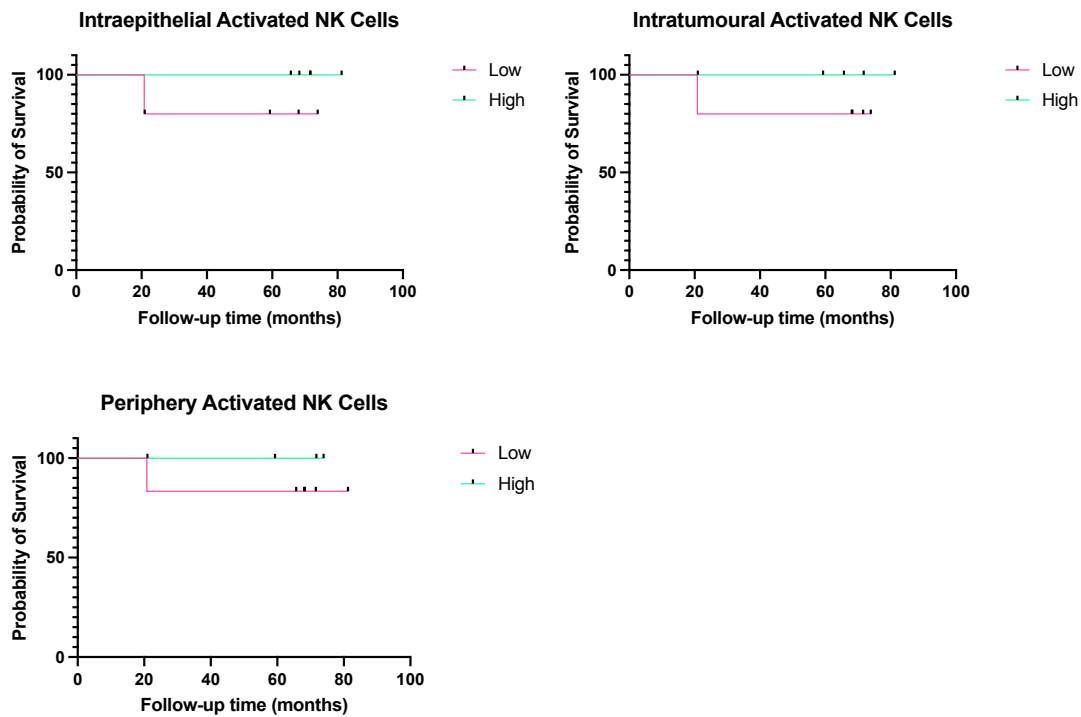 Intraepithelial Activated NK Cells
Probability of Survival
100
50
0
0 20 40 60 80 100
Follow-up time (months)
Low
High
Intratumoural Activated NK Cells
Probability of Survival
100
50
0
0 20 40 60 80 100
Follow-up time (months)
Low
High
Periphery Activated NK Cells
Probability of Survival
100
50
0
0 20 40 60 80 100
Follow-up time (months)
Low
High